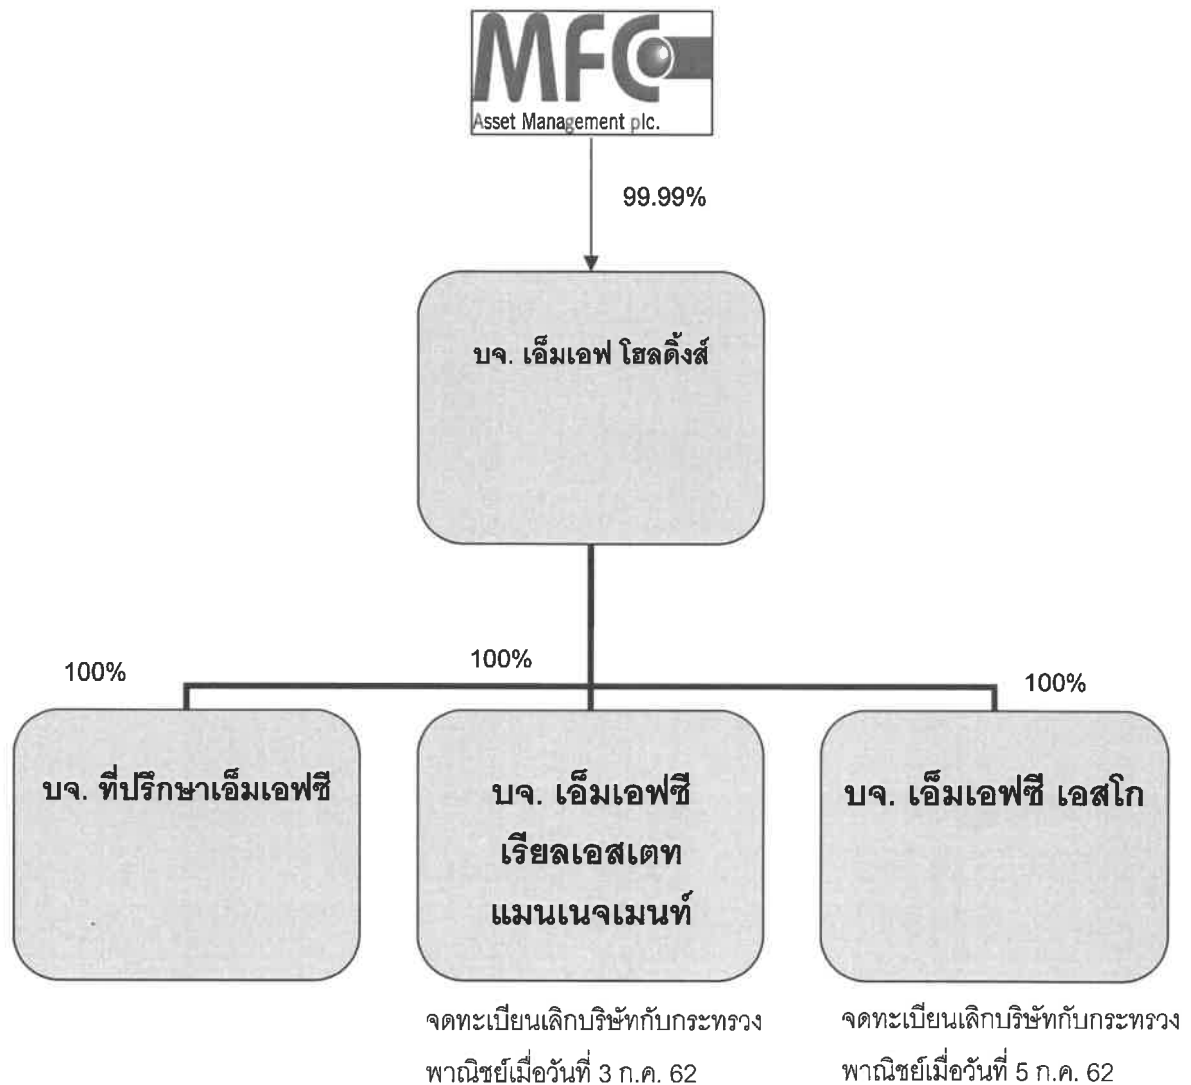 MFC
Asset Management plc.
99.99%
บจ. เอ็มเอฟ โฮลดิ้งส์
100%
100%
100%
บจ. ที่ปรึกษาเอ็มเอฟซี
บจ. เอ็มเอฟซี
เรียลเอสเตท
แมนเนจเมนท์
บจ. เอ็มเอฟซี เอสโก
จดทะเบียนเลิกบริษัทกับกระทรวง
พาณิชย์เมื่อวันที่ 3 ก.ค. 62
จดทะเบียนเลิกบริษัทกับกระทรวง
พาณิชย์เมื่อวันที่ 5 ก.ค. 62